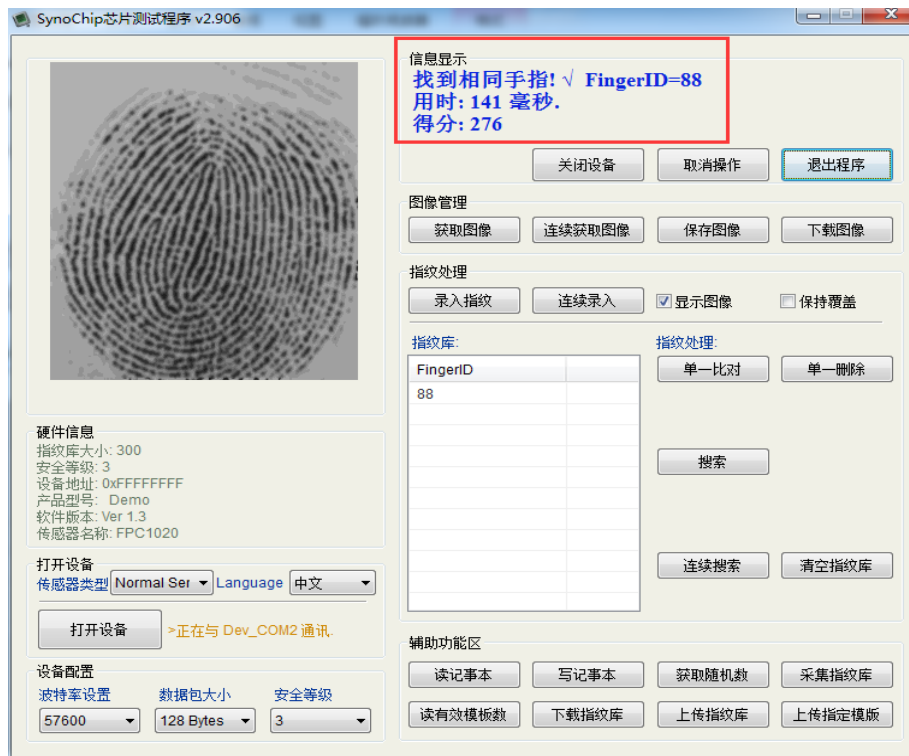 SynoChip芯片测试程序 v2.906
信息显示
找到相同手指! √ FingerID=88
用时: 141 毫秒.
得分: 276
关闭设备 取消操作 退出程序
图像管理
获取图像 连续获取图像 保存图像 下载图像
指纹处理
录入指纹 连续录入 显示图像 保持覆盖
指纹库: 指纹处理:
FingerID
88
单一比对 单一删除
搜索
连续搜索 清空指纹库
硬件信息
指纹库大小: 300
安全等级: 3
设备地址: 0xFFFFFFFF
产品型号: Demo
软件版本: Ver 1.3
传感器名称: FPC1020
打开设备
传感器类型 Normal Ser Language 中文
打开设备 >正在与 Dev_COM2 通讯.
设备配置
波特率设置 数据包大小 安全等级
57600 128 Bytes 3
辅助功能区
读记事本 写记事本 获取随机数 采集指纹库
读有效模板数 下载指纹库 上传指纹库 上传指定模版